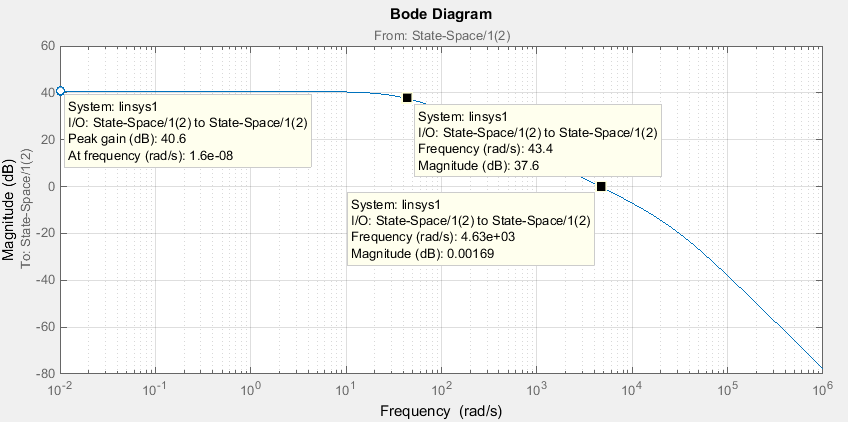 Bode Diagram
From: State-Space/1(2)
Magnitude (dB)
To: State-Space/1(2)
60
40
20
0
-20
-40
-60
-80
System: linsys1
I/O: State-Space/1(2) to State-Space/1(2)
Peak gain (dB): 40.6
At frequency (rad/s): 1.6e-08
System: linsys1
I/O: State-Space/1(2) to State-Space/1(2)
Frequency (rad/s): 43.4
Magnitude (dB): 37.6
System: linsys1
I/O: State-Space/1(2) to State-Space/1(2)
Frequency (rad/s): 4.63e+03
Magnitude (dB): 0.00169
10⁻² 10⁻¹ 10⁰ 10¹ 10² 10³ 10⁴ 10⁵ 10⁶
Frequency (rad/s)